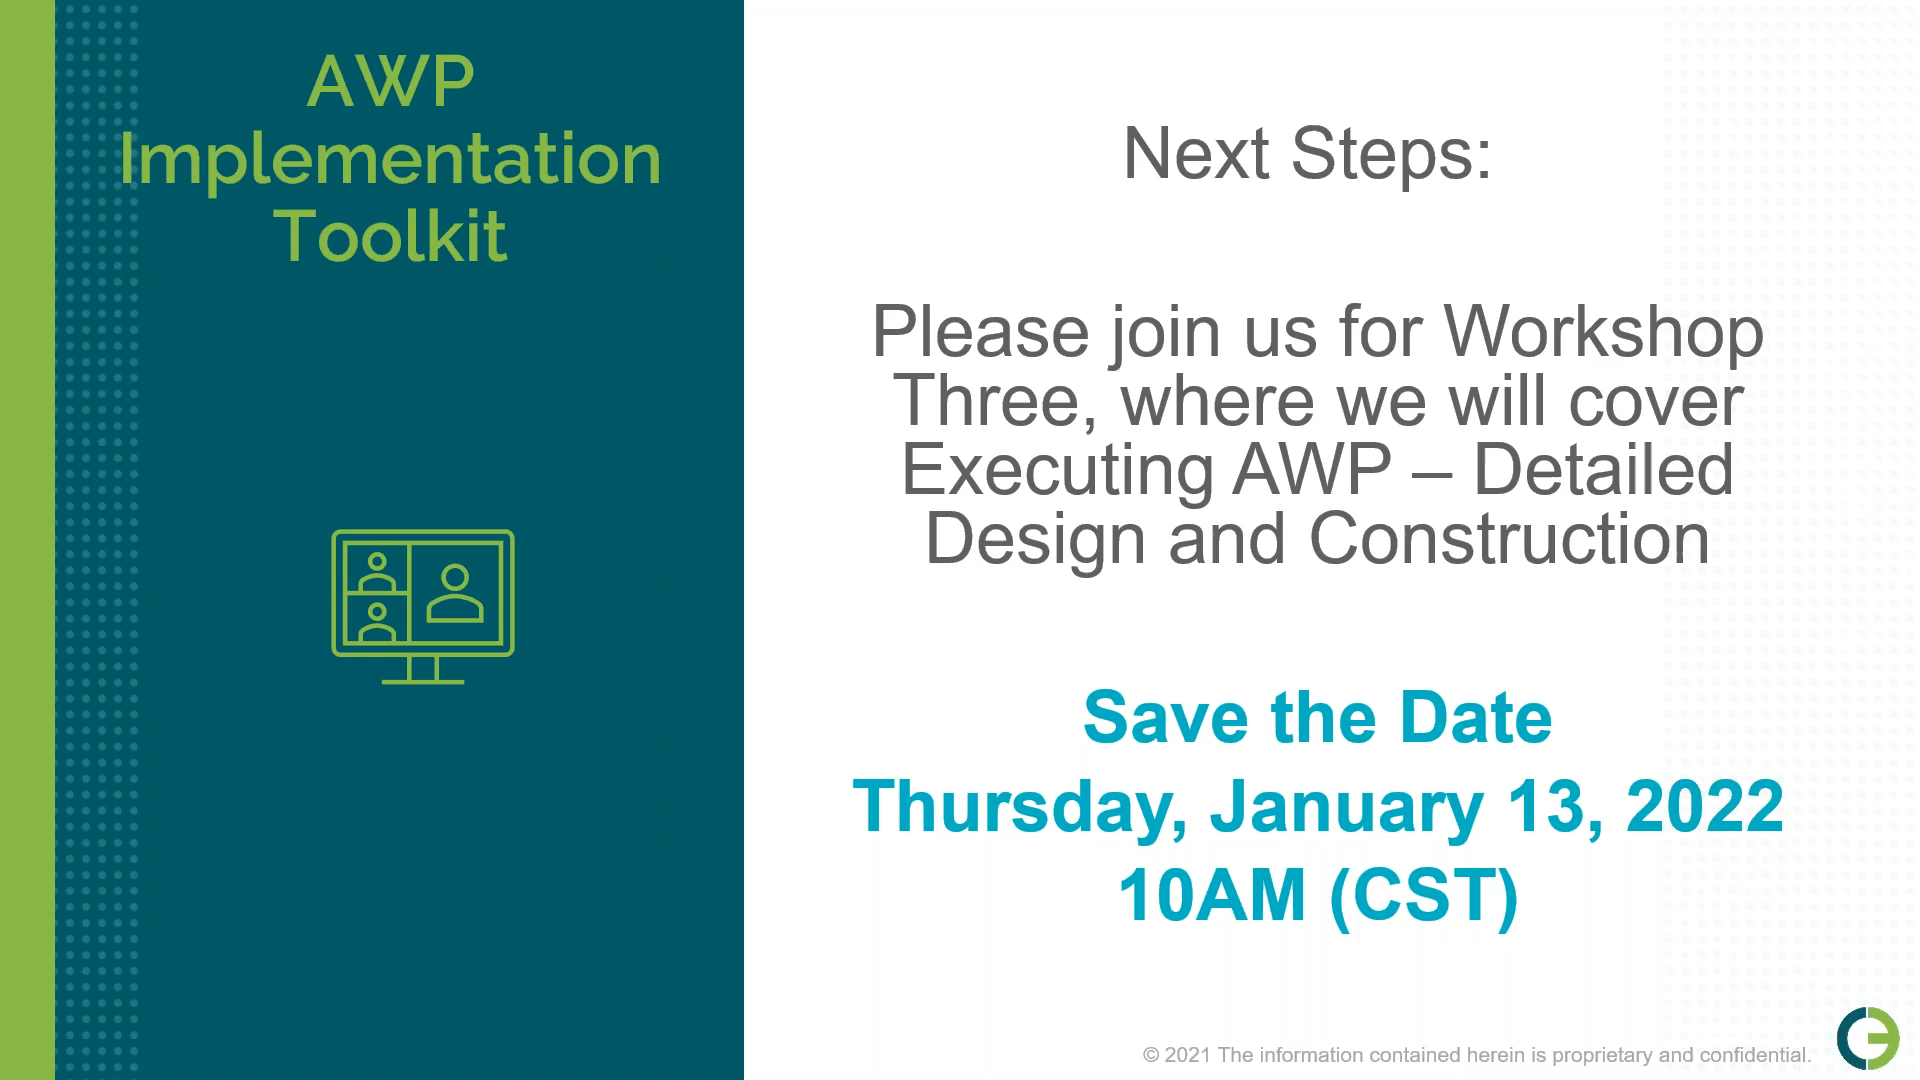 AWP
Implementation
Toolkit
Next Steps:
Please join us for Workshop
Three, where we will cover
Executing AWP – Detailed
Design and Construction
Save the Date
Thursday, January 13, 2022
10AM (CST)
© 2021 The information contained herein is proprietary and confidential.